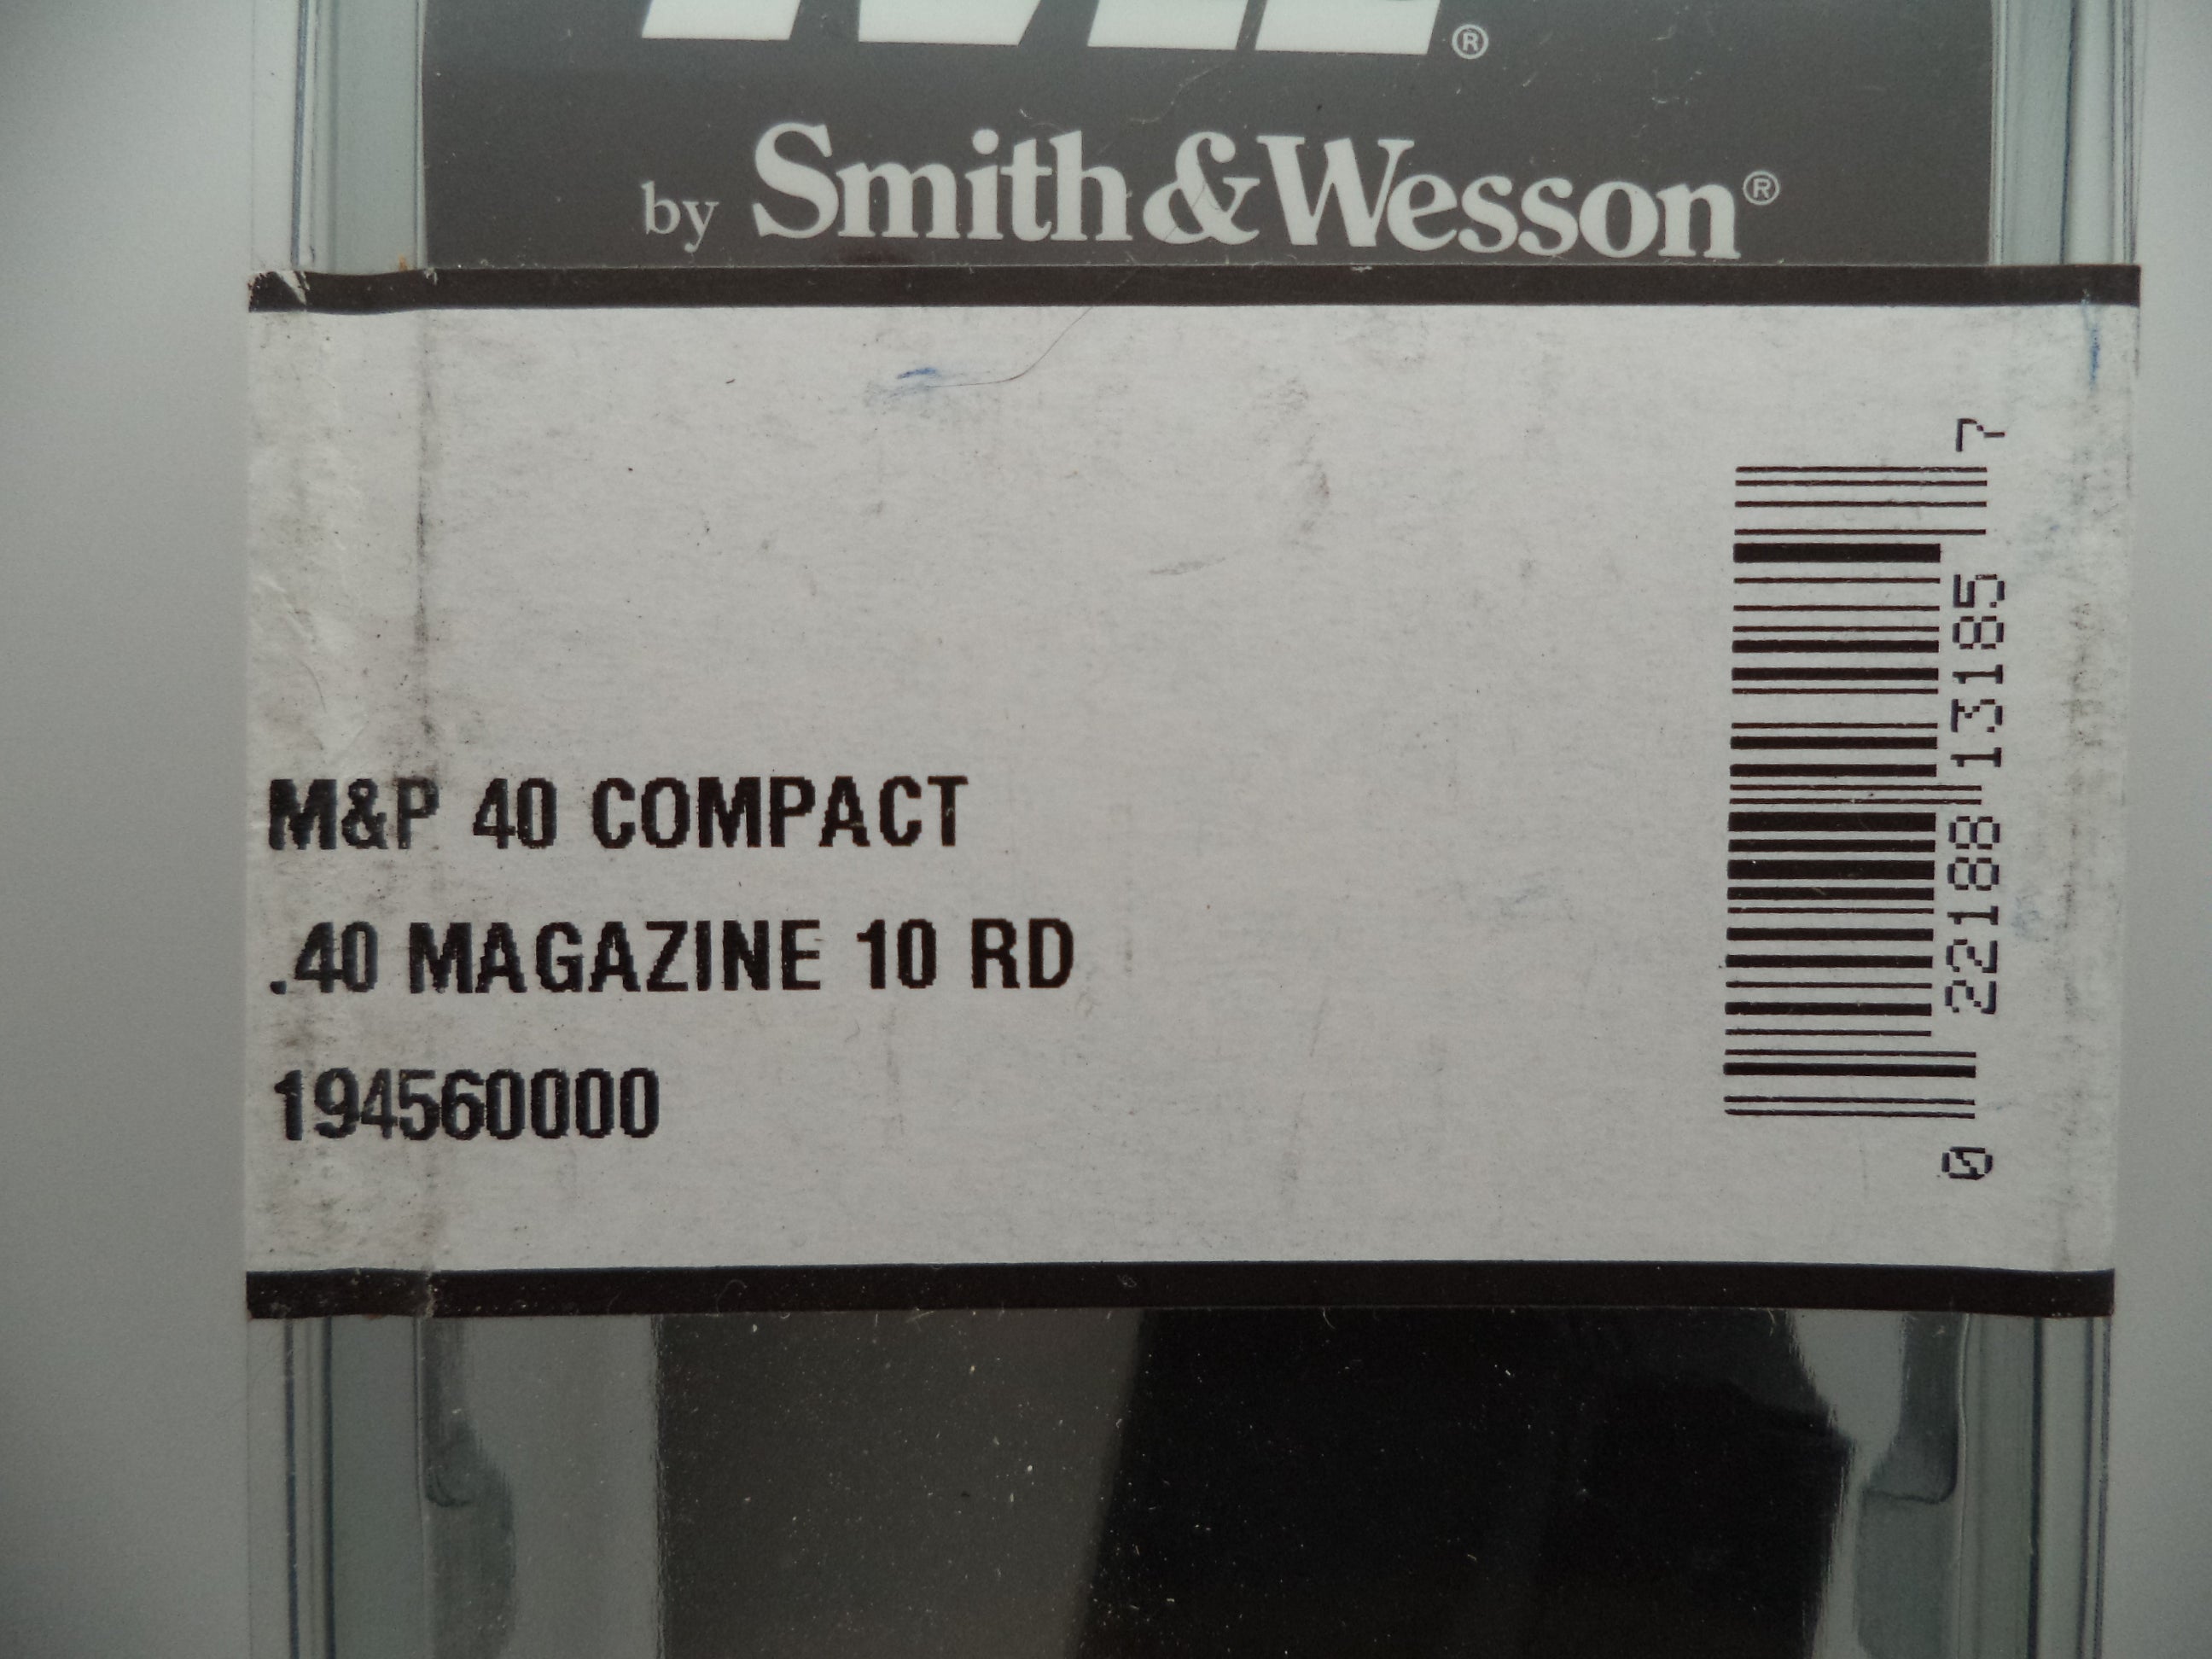 ®
by Smith&Wesson®
M&P 40 COMPACT
.40 MAGAZINE 10 RD
194560000
0 22188 13185 7